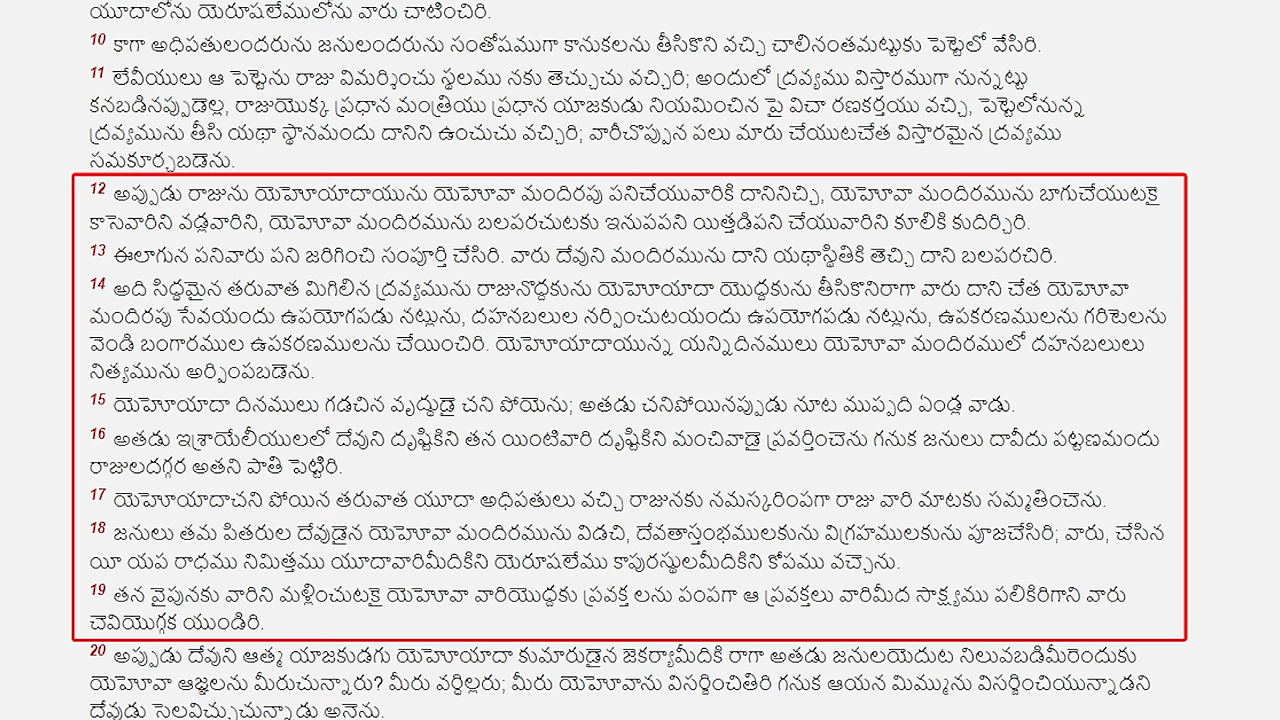 యూదాలోను యెరూషలేములోను వారు చాటించిరి.
10 కాగా అధిపతులందరును జనులందరును సంతోషముగా కానుకలను తీసికొని వచ్చి చాలినంతమట్టుకు పెట్టెలో వేసిరి.
11 లేవీయులు ఆ పెట్టెను రాజు విమర్శించు స్థలము నకు తెచ్చుచు వచ్చిరి; అందులో ద్రవ్యము విస్తారముగా నున్నట్టు
కనబడినప్పుడెల్ల, రాజుయొక్క ప్రధాన మంత్రియు ప్రధాన యాజకుడు నియమించిన పై విచా రణకర్తయు వచ్చి, పెట్టెలోనున్న
ద్రవ్యమును తీసి యథా స్థానమందు దానిని ఉంచుచు వచ్చిరి; వారీచొప్పున పలు మారు చేయుటచేత విస్తారమైన ద్రవ్యము
సమకూర్చబడెను.
12 అప్పుడు రాజును యెహోయాదాయును యెహోవా మందిరపు పనిచేయువారికి దానినిచ్చి, యెహోవా మందిరమును బాగుచేయుటకై
కాసెవారిని వడ్లవారిని, యెహోవా మందిరమును బలపరచుటకు ఇనుపపని యిత్తడిపని చేయువారిని కూలికి కుదిర్చిరి.
13 ఈలాగున పనివారు పని జరిగించి సంపూర్తి చేసిరి. వారు దేవుని మందిరమును దాని యథాస్థితికి తెచ్చి దాని బలపరచిరి.
14 అది సిద్ధమైన తరువాత మిగిలిన ద్రవ్యమును రాజునొద్దకును యెహోయాదా యొద్దకును తీసికొనిరాగా వారు దాని చేత యెహోవా
మందిరపు సేవయందు ఉపయోగపడు నట్లును, దహనబలుల నర్పించుటయందు ఉపయోగపడు నట్లును, ఉపకరణములను గరిటెలను
వెండి బంగారముల ఉపకరణములను చేయించిరి. యెహోయాదాయున్న యన్నిదినములు యెహోవా మందిరములో దహనబలులు
నిత్యమును అర్పింపబడెను.
15 యెహోయాదా దినములు గడచిన వృద్ధుడై చని పోయెను; అతడు చనిపోయినప్పుడు నూట ముప్పది ఏండ్ల వాడు.
16 అతడు ఇశ్రాయేలీయులలో దేవుని దృష్టికిని తన యింటివారి దృష్టికిని మంచివాడై ప్రవర్తించెను గనుక జనులు దావీదు పట్టణమందు
రాజులదగ్గర అతని పాతి పెట్టిరి.
17 యెహోయాదాచని పోయిన తరువాత యూదా అధిపతులు వచ్చి రాజునకు నమస్కరింపగా రాజు వారి మాటకు సమ్మతించెను.
18 జనులు తమ పితరుల దేవుడైన యెహోవా మందిరమును విడచి, దేవతాస్తంభములకును విగ్రహములకును పూజచేసిరి; వారు, చేసిన
యీ యప రాధము నిమిత్తము యూదావారిమీదికిని యెరూషలేము కాపురస్థులమీదికిని కోపము వచ్చెను.
19 తన వైపునకు వారిని మళ్లించుటకై యెహోవా వారియొద్దకు ప్రవక్త లను పంపగా ఆ ప్రవక్తలు వారిమీద సాక్ష్యము పలికిరిగాని వారు
చెవియొగ్గక యుండిరి.
20 అప్పుడు దేవుని ఆత్మ యాజకుడగు యెహోయాదా కుమారుడైన జెకర్యామీదికి రాగా అతడు జనులయెదుట నిలువబడిమీరెందుకు
యెహోవా ఆజ్ఞలను మీరుచున్నారు? మీరు వర్ధిల్లరు; మీరు యెహోవాను విసర్జించితిరి గనుక ఆయన మిమ్మును విసర్జించియున్నాడని
దేవుడు సెలవిచ్చుచున్నాడు అనెను.